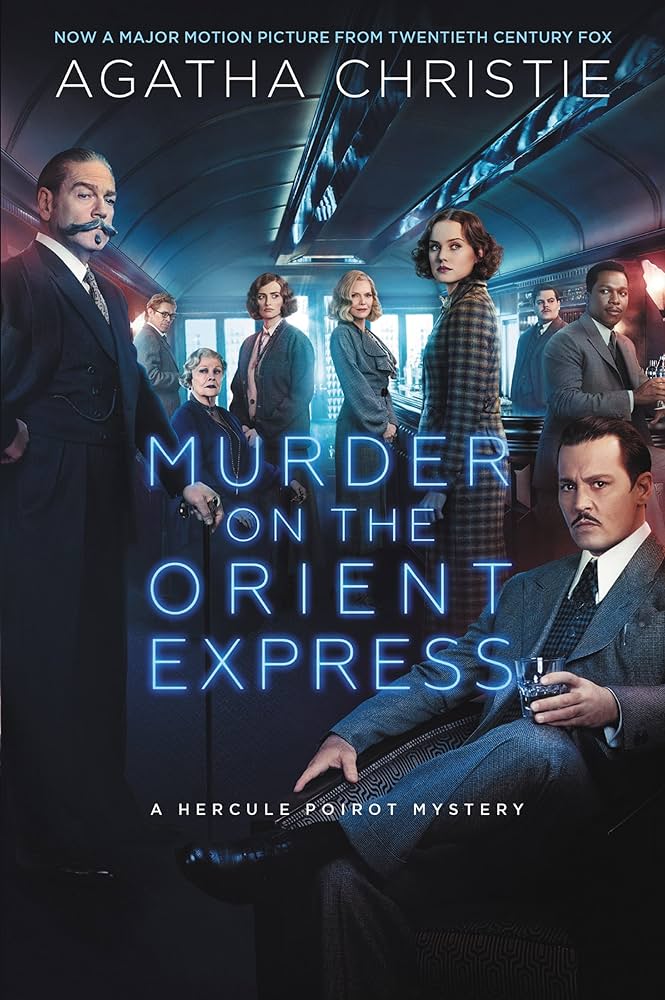 NOW A MAJOR MOTION PICTURE FROM TWENTIETH CENTURY FOX
AGATHA CHRISTIE
MURDER
ON THE
ORIENT
EXPRESS
A HERCULE POIROT MYSTERY